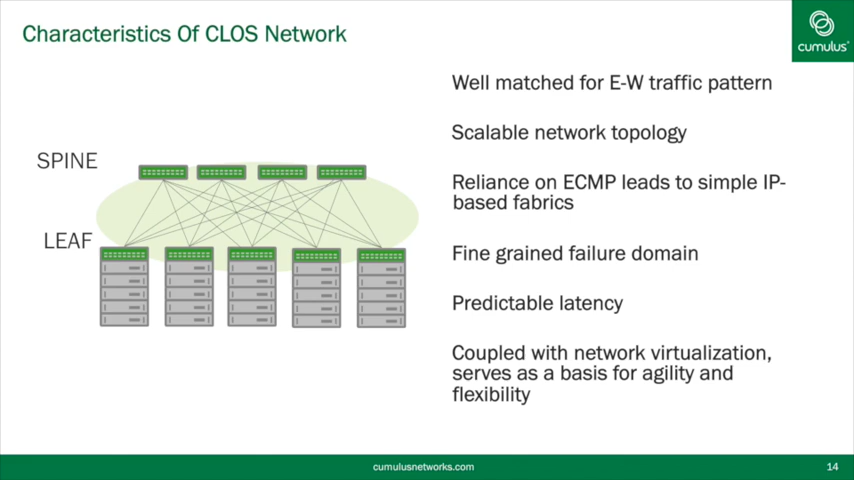 Characteristics Of CLOS Network
cumulus®
Well matched for E-W traffic pattern
Scalable network topology
SPINE
Reliance on ECMP leads to simple IP-
based fabrics
LEAF
Fine grained failure domain
Predictable latency
Coupled with network virtualization,
serves as a basis for agility and
flexibility
cumulusnetworks.com
14